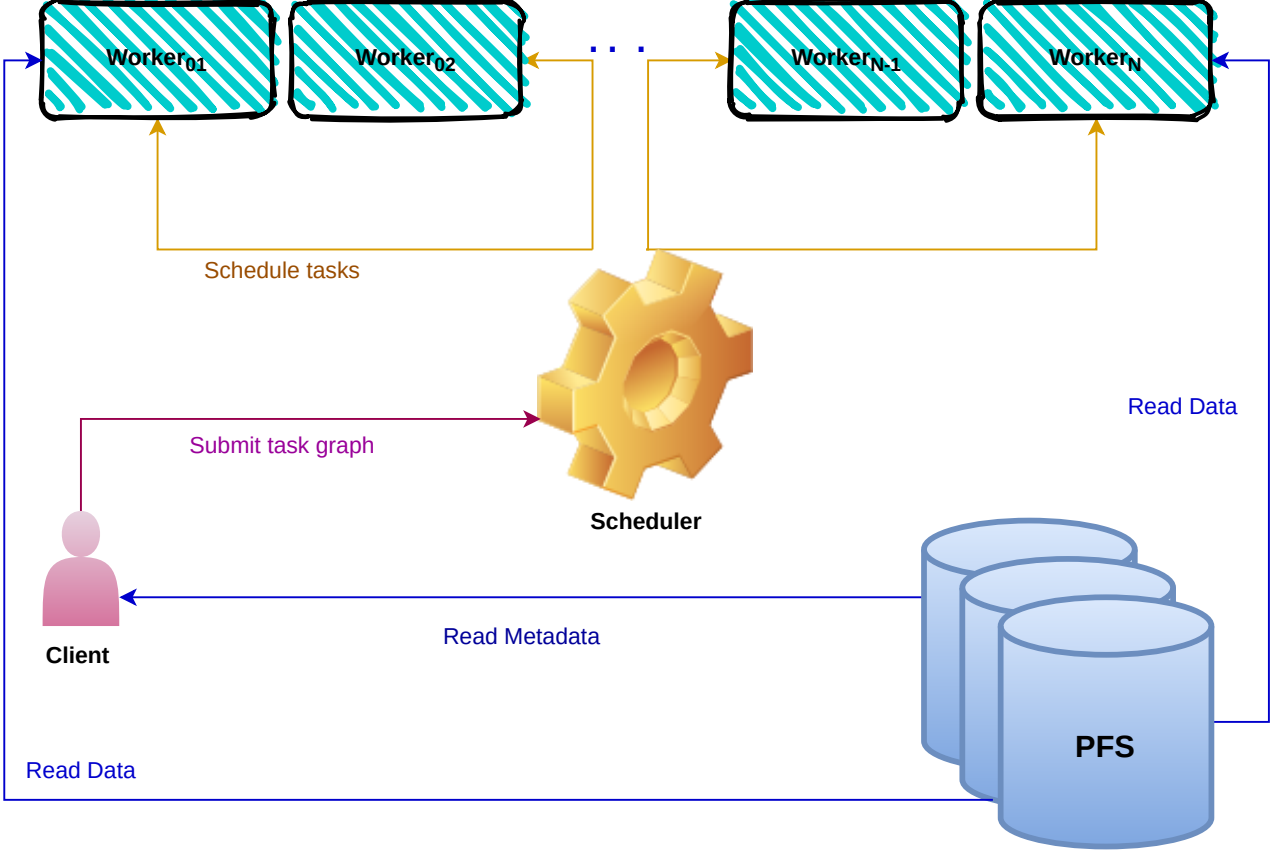 Worker01
Worker02
. . .
WorkerN-1
WorkerN
Schedule tasks
Read Data
Submit task graph
Scheduler
Read Metadata
Client
PFS
Read Data